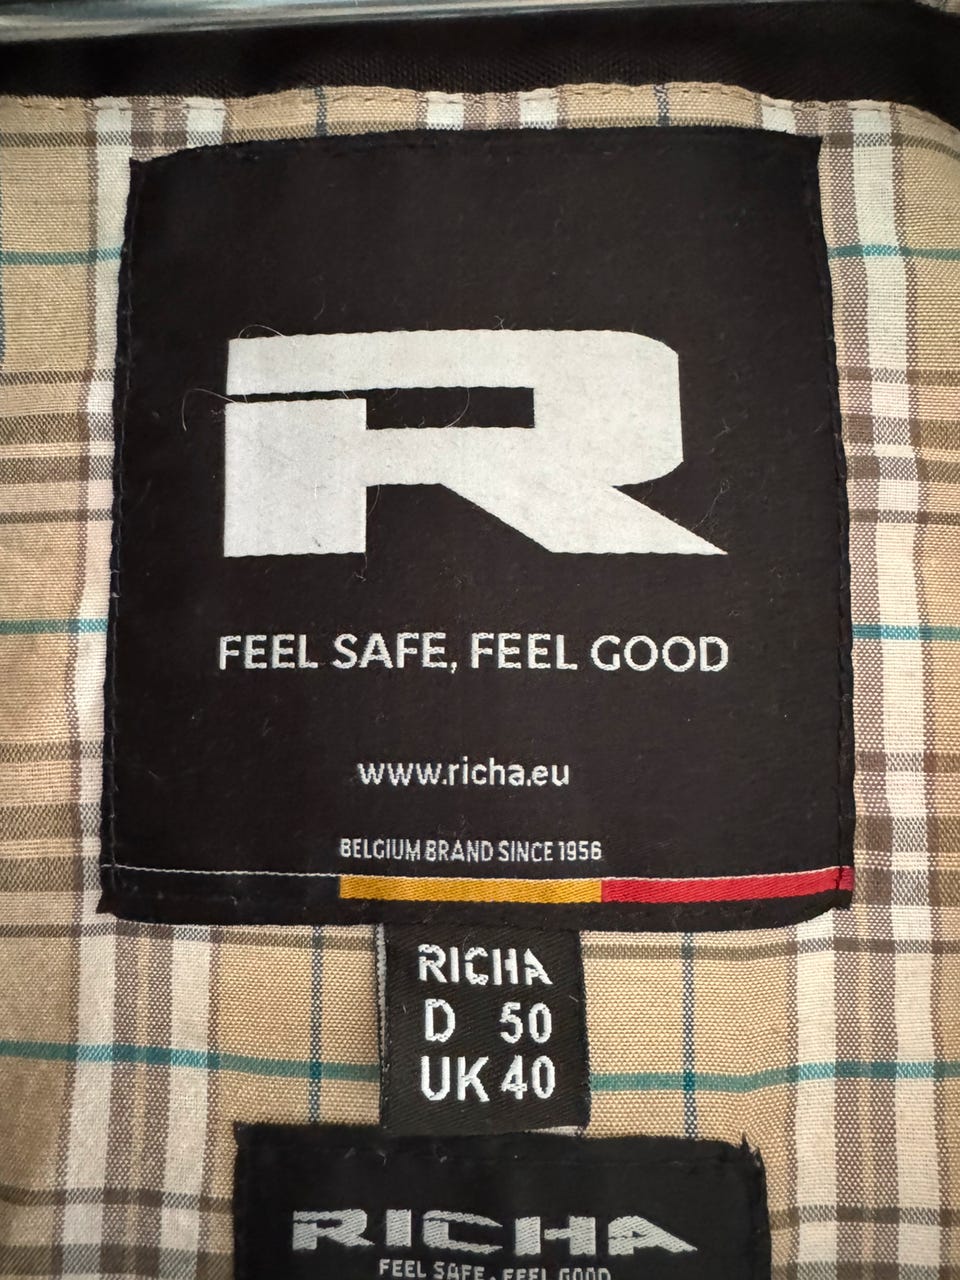 R
FEEL SAFE, FEEL GOOD
www.richa.eu
BELGIUM BRAND SINCE 1956
RICHA
D 50
UK 40
RICHA
FEEL SAFE, FEEL GOOD